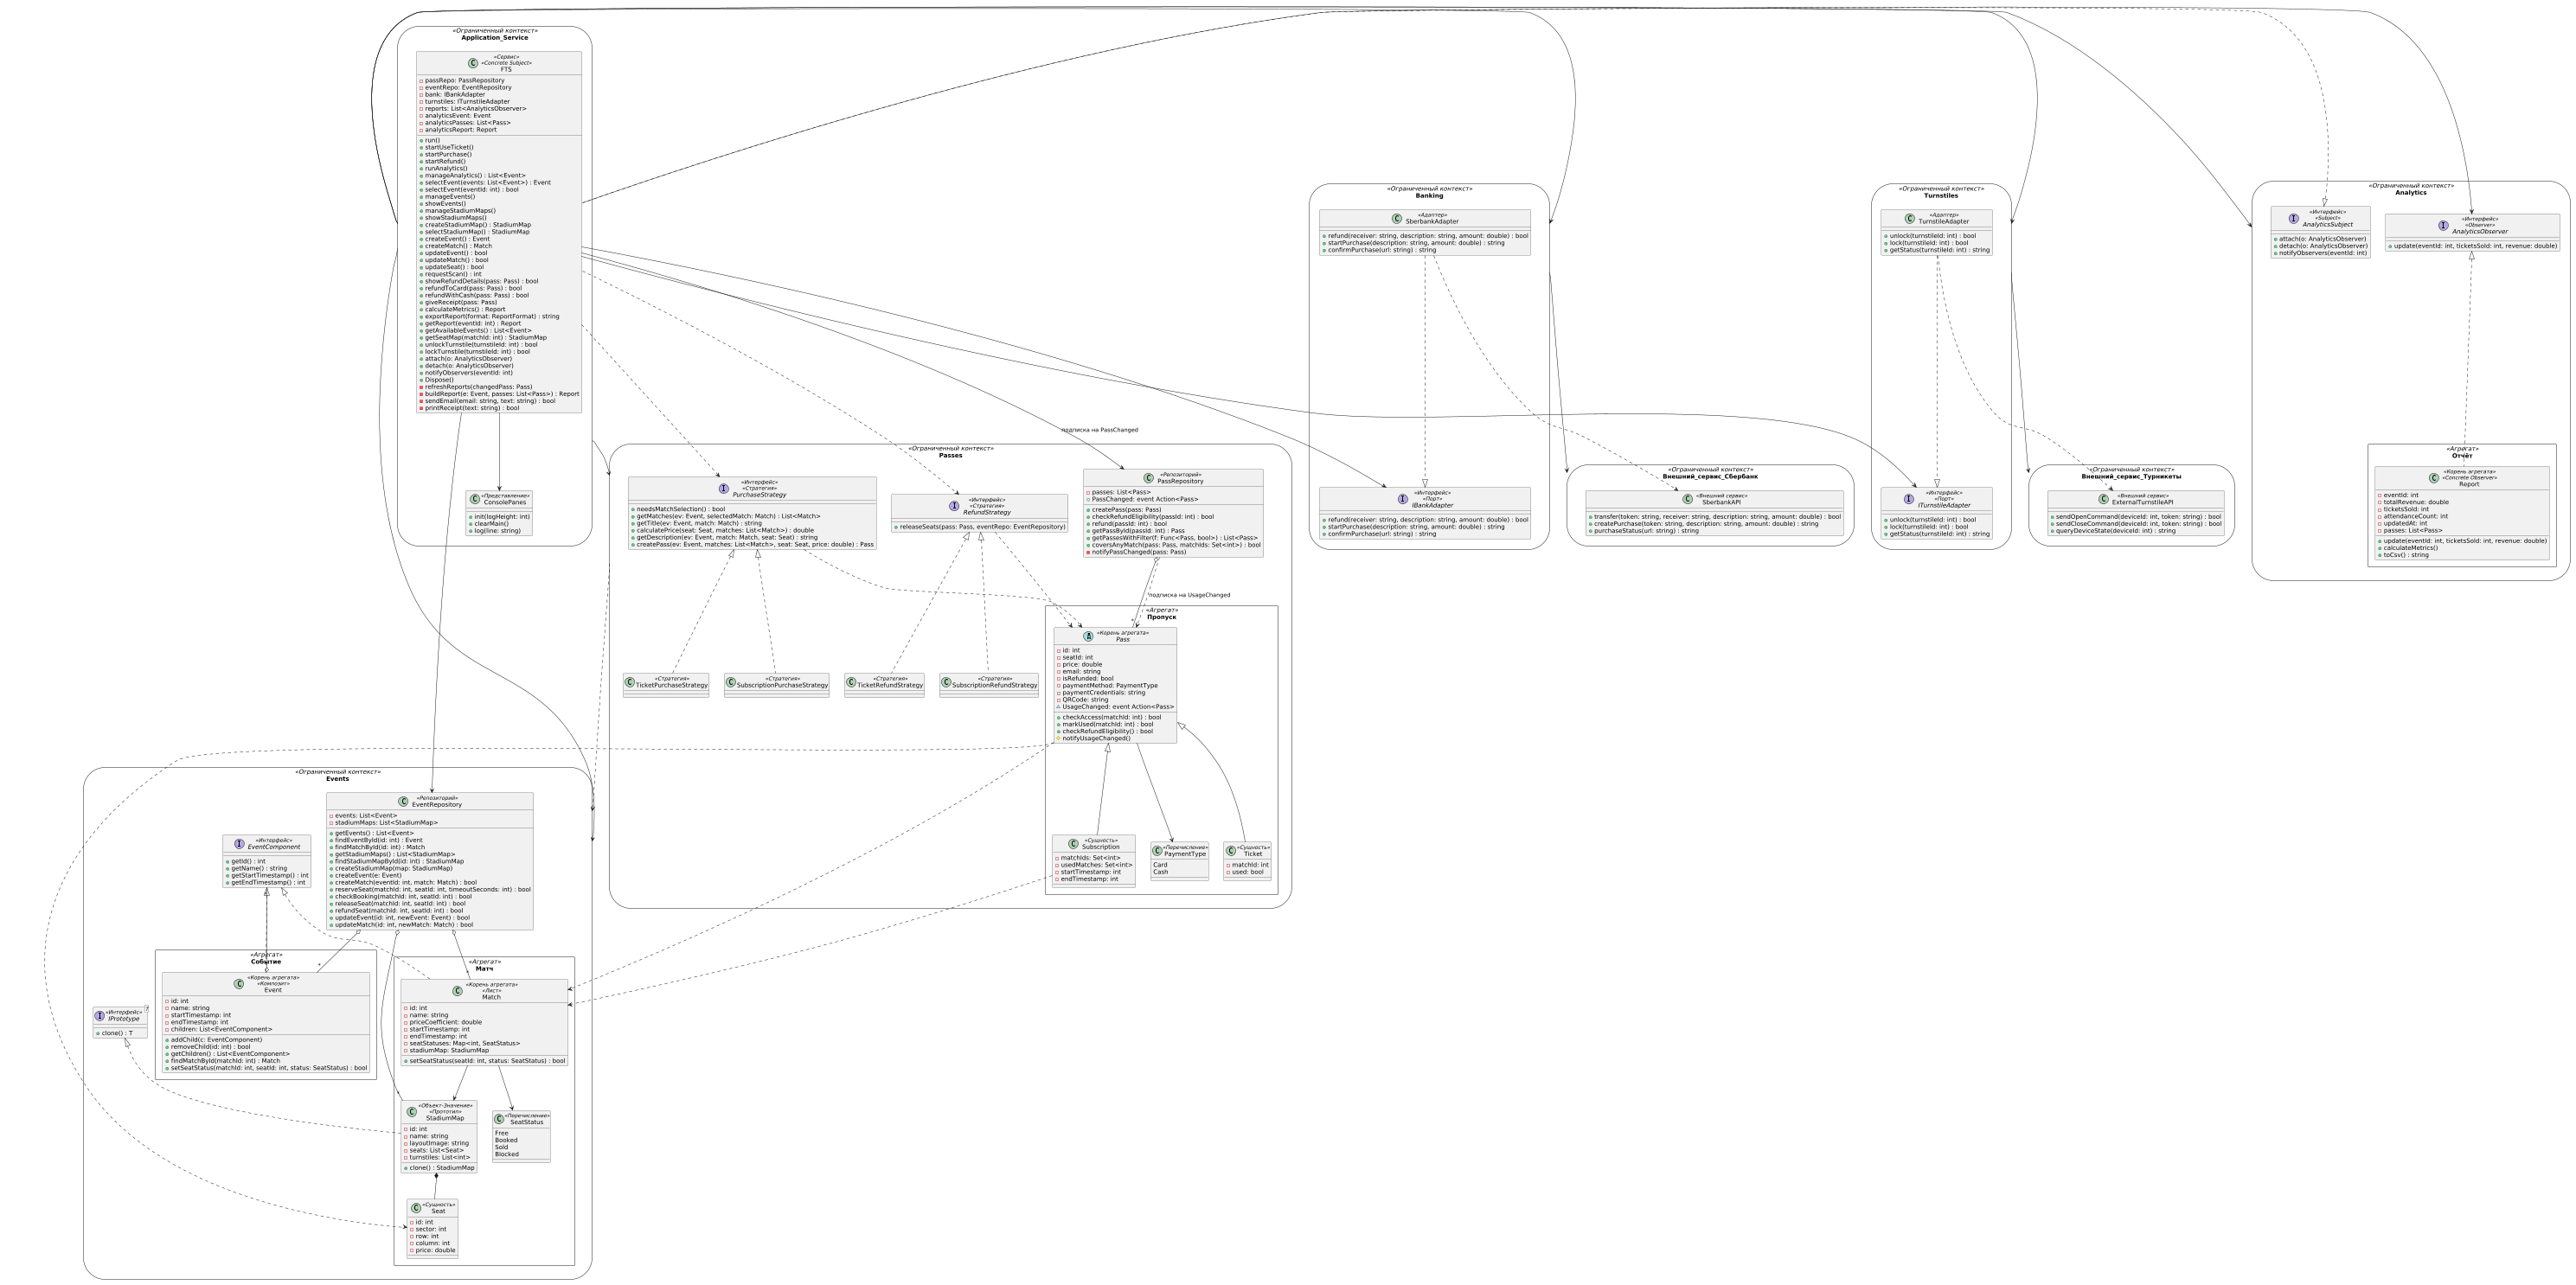 «Ограниченный контекст»
Application_Service
«Сервис»
«Concrete Subject»
FTS
passRepo: PassRepository
eventRepo: EventRepository
bank: IBankAdapter
turnstiles: ITurnstileAdapter
reports: List<AnalyticsObserver>
analyticsEvent: Event
analyticsPasses: List<Pass>
analyticsReport: Report
run()
startUseTicket()
startPurchase()
startRefund()
runAnalytics()
manageAnalytics() : List<Event>
selectEvent(events: List<Event>) : Event
selectEvent(eventId: int) : bool
manageEvents()
showEvents()
manageStadiumMaps()
showStadiumMaps()
createStadiumMap() : StadiumMap
selectStadiumMap() : StadiumMap
createEvent() : Event
createMatch() : Match
updateEvent() : bool
updateMatch() : bool
updateSeat() : bool
requestScan() : int
showRefundDetails(pass: Pass) : bool
refundToCard(pass: Pass) : bool
refundWithCash(pass: Pass) : bool
giveReceipt(pass: Pass)
calculateMetrics() : Report
exportReport(format: ReportFormat) : string
getReport(eventId: int) : Report
getAvailableEvents() : List<Event>
getSeatMap(matchId: int) : StadiumMap
unlockTurnstile(turnstileId: int) : bool
lockTurnstile(turnstileId: int) : bool
attach(o: AnalyticsObserver)
detach(o: AnalyticsObserver)
notifyObservers(eventId: int)
Dispose()
refreshReports(changedPass: Pass)
buildReport(e: Event, passes: List<Pass>) : Report
sendEmail(email: string, text: string) : bool
printReceipt(text: string) : bool
«Представление»
ConsolePanes
init(logHeight: int)
clearMain()
log(line: string)
«Ограниченный контекст»
Banking
«Адаптер»
SberbankAdapter
refund(receiver: string, description: string, amount: double) : bool
startPurchase(description: string, amount: double) : string
confirmPurchase(url: string) : string
«Интерфейс»
«Порт»
IBankAdapter
refund(receiver: string, description: string, amount: double) : bool
startPurchase(description: string, amount: double) : string
confirmPurchase(url: string) : string
«Ограниченный контекст»
Внешний_сервис_Сбербанк
«Внешний сервис»
SberbankAPI
transfer(token: string, receiver: string, description: string, amount: double) : bool
createPurchase(token: string, description: string, amount: double) : string
purchaseStatus(url: string) : string
«Ограниченный контекст»
Turnstiles
«Адаптер»
TurnstileAdapter
unlock(turnstileId: int) : bool
lock(turnstileId: int) : bool
getStatus(turnstileId: int) : string
«Интерфейс»
«Порт»
ITurnstileAdapter
unlock(turnstileId: int) : bool
lock(turnstileId: int) : bool
getStatus(turnstileId: int) : string
«Ограниченный контекст»
Внешний_сервис_Турникеты
«Внешний сервис»
ExternalTurnstileAPI
sendOpenCommand(deviceId: int, token: string) : bool
sendCloseCommand(deviceId: int, token: string) : bool
queryDeviceState(deviceId: int) : string
«Ограниченный контекст»
Analytics
«Интерфейс»
«Subject»
AnalyticsSubject
attach(o: AnalyticsObserver)
detach(o: AnalyticsObserver)
notifyObservers(eventId: int)
«Интерфейс»
«Observer»
AnalyticsObserver
update(eventId: int, ticketsSold: int, revenue: double)
«Агрегат»
Отчёт
«Корень агрегата»
«Concrete Observer»
Report
eventId: int
totalRevenue: double
ticketsSold: int
attendanceCount: int
updatedAt: int
passes: List<Pass>
update(eventId: int, ticketsSold: int, revenue: double)
calculateMetrics()
toCsv() : string
подписка на PassChanged
«Ограниченный контекст»
Passes
«Интерфейс»
«Стратегия»
PurchaseStrategy
needsMatchSelection() : bool
getMatches(ev: Event, selectedMatch: Match) : List<Match>
getTitle(ev: Event, match: Match) : string
calculatePrice(seat: Seat, matches: List<Match>) : double
getDescription(ev: Event, match: Match, seat: Seat) : string
createPass(ev: Event, matches: List<Match>, seat: Seat, price: double) : Pass
«Интерфейс»
«Стратегия»
RefundStrategy
releaseSeats(pass: Pass, eventRepo: EventRepository)
«Репозиторий»
PassRepository
passes: List<Pass>
PassChanged: event Action<Pass>
createPass(pass: Pass)
checkRefundEligibility(passId: int) : bool
refund(passId: int) : bool
getPassById(passId: int) : Pass
getPassesWithFilter(f: Func<Pass, bool>) : List<Pass>
coversAnyMatch(pass: Pass, matchIds: Set<int>) : bool
notifyPassChanged(pass: Pass)
подписка на UsageChanged
*
«Стратегия»
TicketPurchaseStrategy
«Стратегия»
SubscriptionPurchaseStrategy
«Стратегия»
TicketRefundStrategy
«Стратегия»
SubscriptionRefundStrategy
«Агрегат»
Пропуск
«Корень агрегата»
Pass
id: int
seatId: int
price: double
email: string
isRefunded: bool
paymentMethod: PaymentType
paymentCredentials: string
QRCode: string
UsageChanged: event Action<Pass>
checkAccess(matchId: int) : bool
markUsed(matchId: int) : bool
checkRefundEligibility() : bool
notifyUsageChanged()
«Сущность»
Subscription
matchIds: Set<int>
usedMatches: Set<int>
startTimestamp: int
endTimestamp: int
«Перечисление»
PaymentType
Card
Cash
«Сущность»
Ticket
matchId: int
used: bool
«Ограниченный контекст»
Events
«Репозиторий»
EventRepository
events: List<Event>
stadiumMaps: List<StadiumMap>
getEvents() : List<Event>
findEventById(id: int) : Event
findMatchById(id: int) : Match
getStadiumMaps() : List<StadiumMap>
findStadiumMapById(id: int) : StadiumMap
createStadiumMap(map: StadiumMap)
createEvent(e: Event)
createMatch(eventId: int, match: Match) : bool
reserveSeat(matchId: int, seatId: int, timeoutSeconds: int) : bool
checkBooking(matchId: int, seatId: int) : bool
releaseSeat(matchId: int, seatId: int) : bool
refundSeat(matchId: int, seatId: int) : bool
updateEvent(id: int, newEvent: Event) : bool
updateMatch(id: int, newMatch: Match) : bool
«Интерфейс»
EventComponent
getId() : int
getName() : string
getStartTimestamp() : int
getEndTimestamp() : int
«Агрегат»
Событие
*
«Корень агрегата»
«Композит»
Event
id: int
name: string
startTimestamp: int
endTimestamp: int
children: List<EventComponent>
addChild(c: EventComponent)
removeChild(id: int) : bool
getChildren() : List<EventComponent>
findMatchById(matchId: int) : Match
setSeatStatus(matchId: int, seatId: int, status: SeatStatus) : bool
T
«Интерфейс»
IPrototype
clone() : T
«Агрегат»
Матч
«Корень агрегата»
«Лист»
Match
id: int
name: string
priceCoefficient: double
startTimestamp: int
endTimestamp: int
seatStatuses: Map<int, SeatStatus>
stadiumMap: StadiumMap
setSeatStatus(seatId: int, status: SeatStatus) : bool
«Объект-Значение»
«Прототип»
StadiumMap
id: int
name: string
layoutImage: string
seats: List<Seat>
turnstiles: List<int>
clone() : StadiumMap
«Перечисление»
SeatStatus
Free
Booked
Sold
Blocked
«Сущность»
Seat
id: int
sector: int
row: int
column: int
price: double